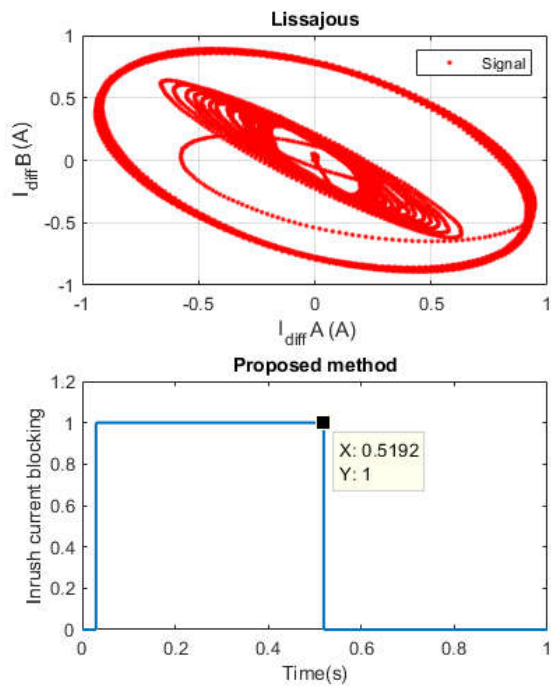 Lissajous
1
0.5
0
-0.5
-1
I_diff B (A)
Signal
-1
-0.5
0
0.5
1
I_diff A (A)
Proposed method
1.2
1
0.8
0.6
0.4
0.2
0
Inrush current blocking
X: 0.5192
Y: 1
0
0.2
0.4
0.6
0.8
1
Time(s)